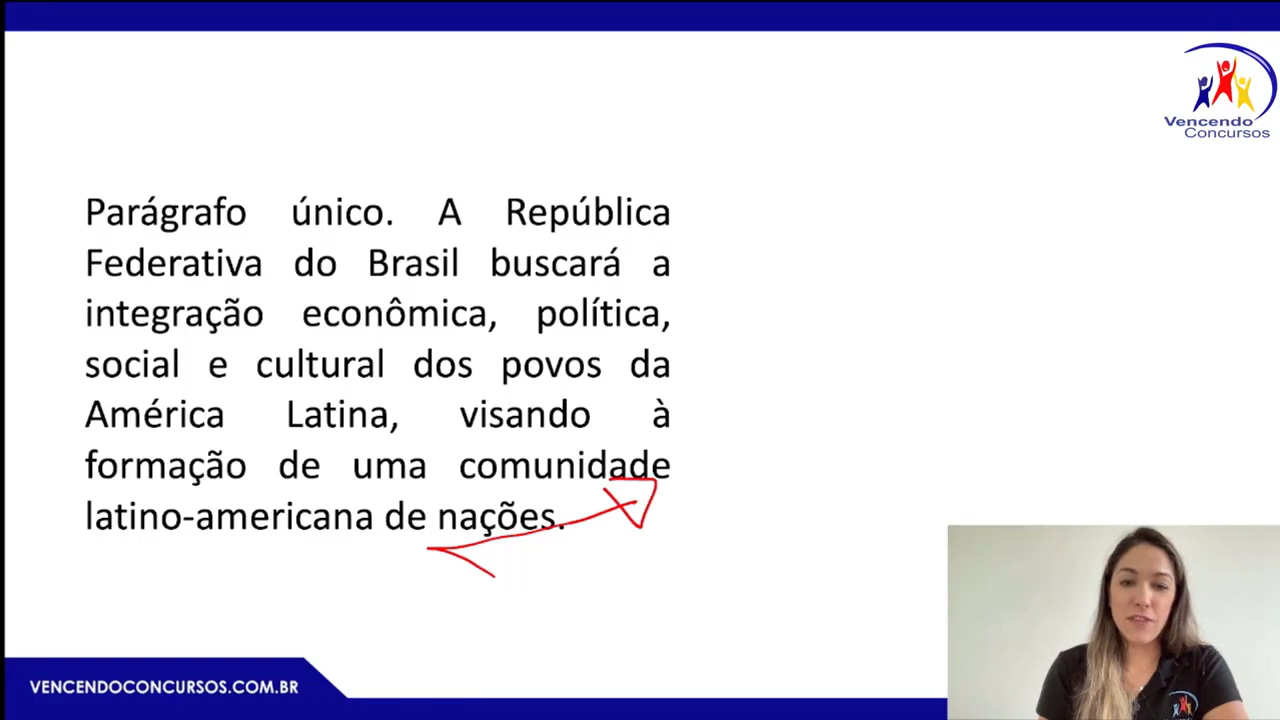 Vencendo
Concursos
Parágrafo único. A República
Federativa do Brasil buscará a
integração econômica, política,
social e cultural dos povos da
América Latina, visando à
formação de uma comunidade
latino-americana de nações.
VENCENDOCONCURSOS.COM.BR